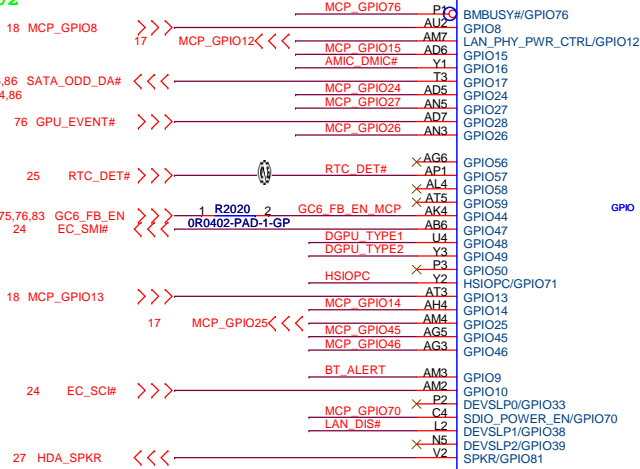 MCP_GPIO76 P1 BMBUSY#/GPIO76
18 MCP_GPIO8 AU2 GPIO8
17 MCP_GPIO12 AM7 LAN_PHY_PWR_CTRL/GPIO12
MCP_GPIO15 AD6 GPIO15
AMIC_DMIC# Y1 GPIO16
,86 SATA_ODD_DA# T3 GPIO17
4,86 MCP_GPIO24 AD5 GPIO24
MCP_GPIO27 AN5 GPIO27
76 GPU_EVENT# AD7 GPIO28
MCP_GPIO26 AN3 GPIO26
AG6 GPIO56
25 RTC_DET# RTC_DET# AP1 GPIO57
AL4 GPIO58
AT5 GPIO59
GPIO
75,76,83 GC6_FB_EN 1 R2020 2 GC6_FB_EN_MCP AK4 GPIO44
24 EC_SMI# 0R0402-PAD-1-GP AB6 GPIO47
DGPU_TYPE1 U4 GPIO48
DGPU_TYPE2 Y3 GPIO49
P3 GPIO50
HSIOPC Y2 HSIOPC/GPIO71
18 MCP_GPIO13 AT3 GPIO13
MCP_GPIO14 AH4 GPIO14
17 MCP_GPIO25 AM4 GPIO25
MCP_GPIO45 AG5 GPIO45
MCP_GPIO46 AG3 GPIO46
BT_ALERT AM3 GPIO9
24 EC_SCI# AM2 GPIO10
P2 DEVSLP0/GPIO33
MCP_GPIO70 C4 SDIO_POWER_EN/GPIO70
LAN_DIS# L2 DEVSLP1/GPIO38
N5 DEVSLP2/GPIO39
27 HDA_SPKR V2 SPKR/GPIO81